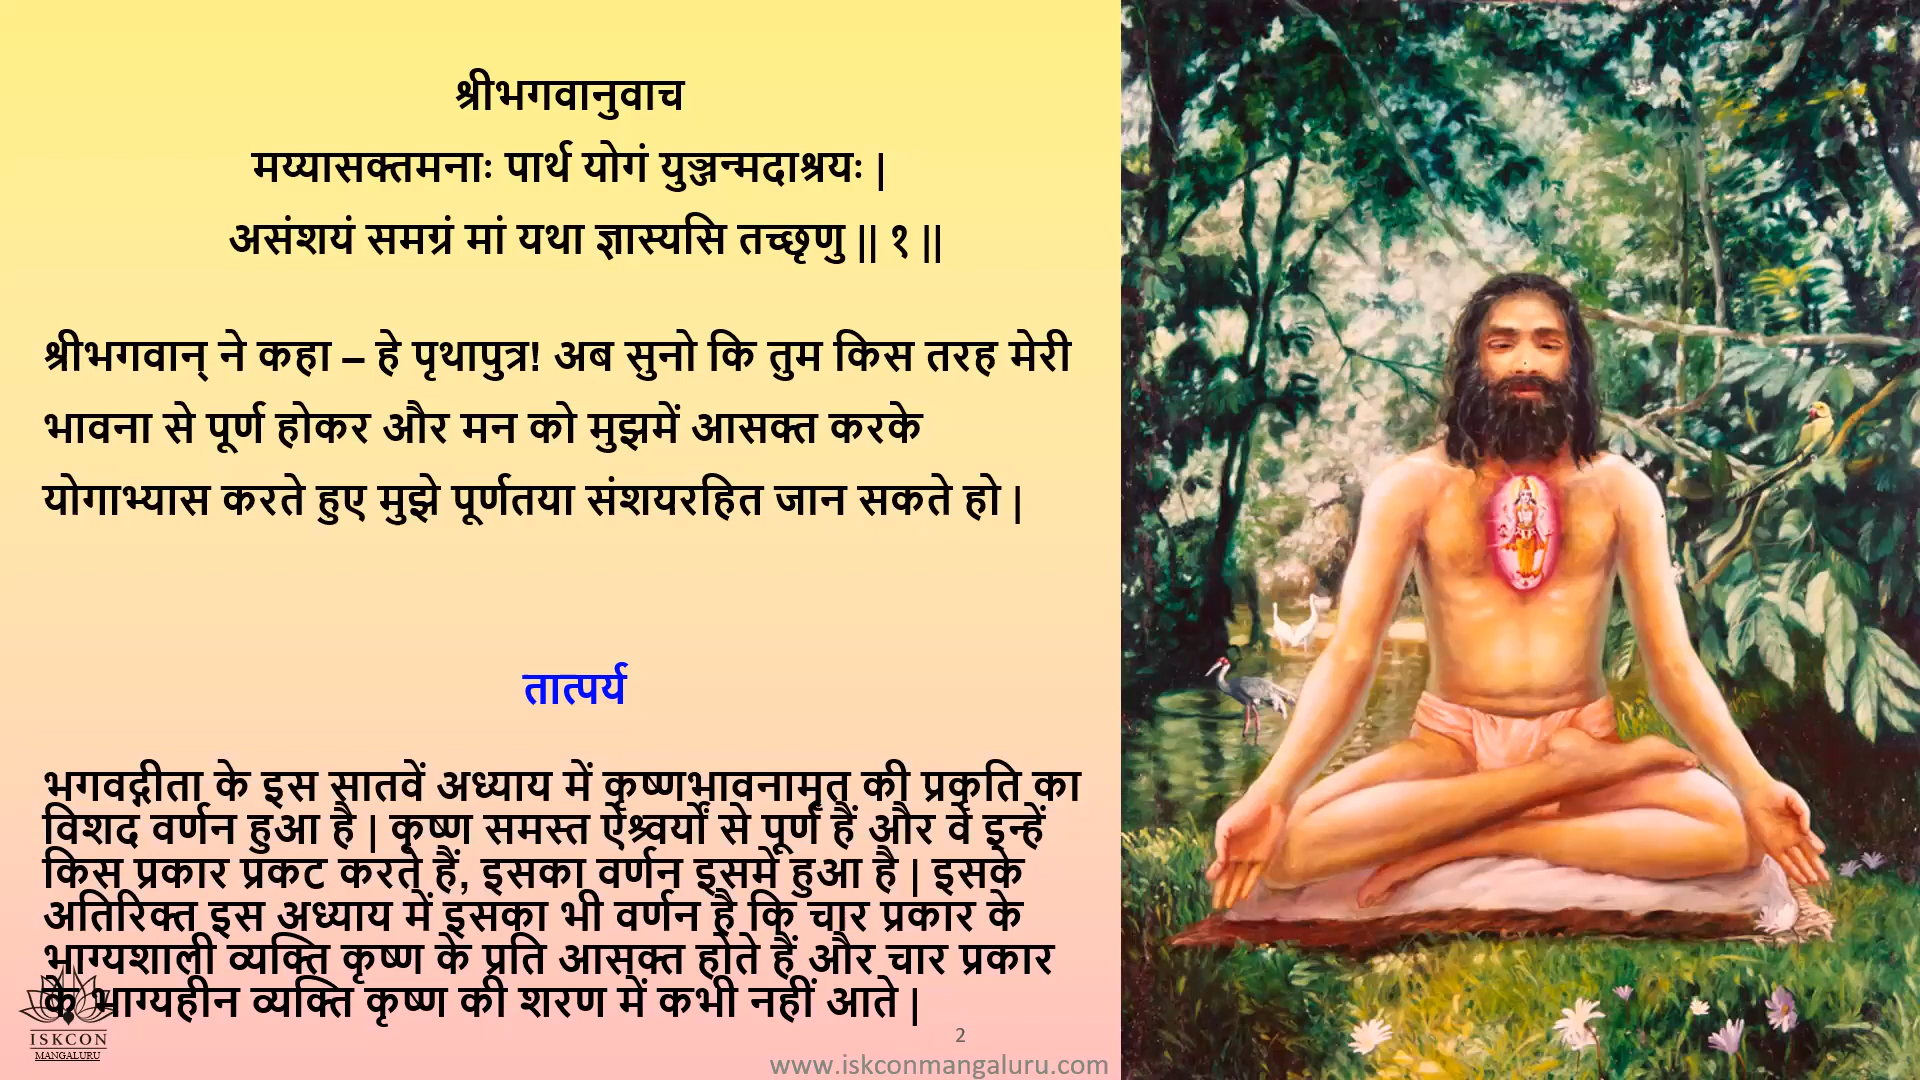 श्रीभगवानुवाच
मय्यासक्तमनाः पार्थ योगं युञ्जन्मदाश्रयः |
असंशयं समग्रं मां यथा ज्ञास्यसि तच्छृणु || १ ||
श्रीभगवान् ने कहा – हे पृथापुत्र! अब सुनो कि तुम किस तरह मेरी
भावना से पूर्ण होकर और मन को मुझमें आसक्त करके
योगाभ्यास करते हुए मुझे पूर्णतया संशयरहित जान सकते हो |
तात्पर्य
भगवद्गीता के इस सातवें अध्याय में कृष्णभावनामृत की प्रकृति का
विशद वर्णन हुआ है | कृष्ण समस्त ऐश्र्वर्यों से पूर्ण हैं और वे इन्हें
किस प्रकार प्रकट करते हैं, इसका वर्णन इसमें हुआ है | इसके
अतिरिक्त इस अध्याय में इसका भी वर्णन है कि चार प्रकार के
भाग्यशाली व्यक्ति कृष्ण के प्रति आसक्त होते हैं और चार प्रकार
के भाग्यहीन व्यक्ति कृष्ण की शरण में कभी नहीं आते |
ISKCON
MANGALURU
2
www.iskconmangaluru.com